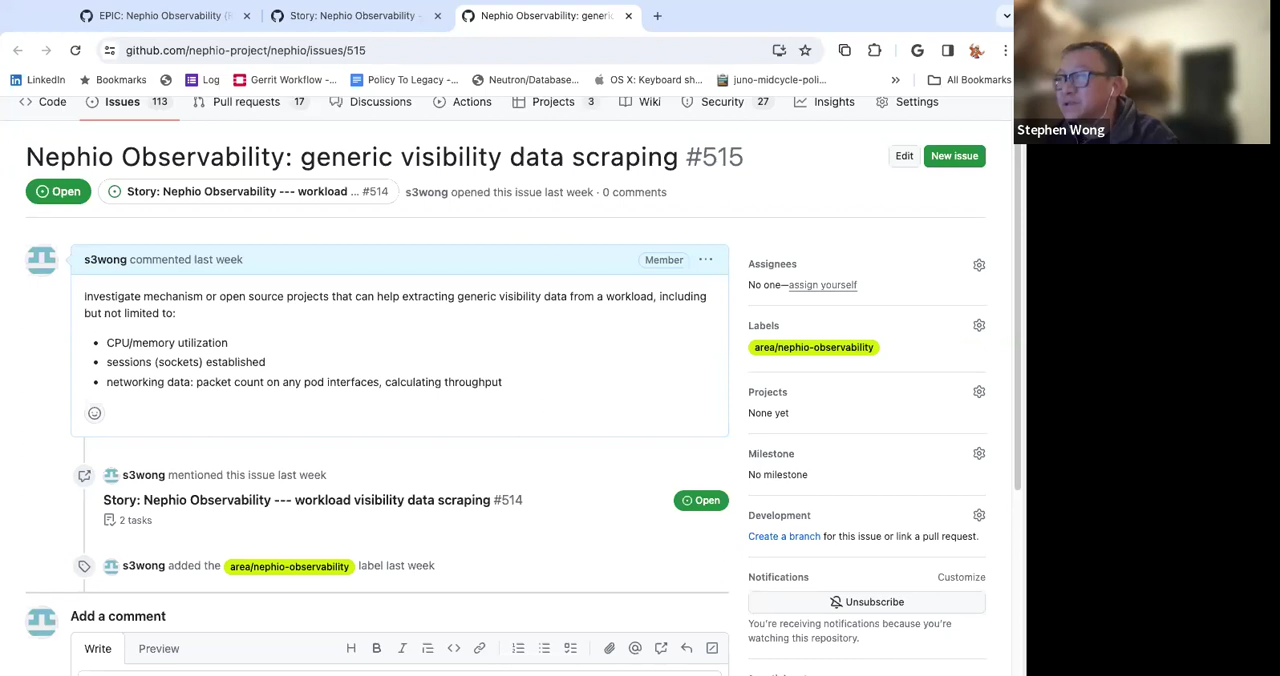 EPIC: Nephio Observability (R
Story: Nephio Observability -
Nephio Observability: generic
github.com/nephio-project/nephio/issues/515
LinkedIn
Bookmarks
Log
Gerrit Workflow -...
Policy To Legacy -...
Neutron/Database...
OS X: Keyboard sh...
juno-midcycle-poli...
»
All Bookmarks
Code
Issues 113
Pull requests 17
Discussions
Actions
Projects 3
Wiki
Security 27
Insights
Settings
Stephen Wong
Nephio Observability: generic visibility data scraping #515
Edit
New issue
Open
Story: Nephio Observability --- workload ... #514
s3wong opened this issue last week · 0 comments
s3wong commented last week
Member
Investigate mechanism or open source projects that can help extracting generic visibility data from a workload, including
but not limited to:
• CPU/memory utilization
• sessions (sockets) established
• networking data: packet count on any pod interfaces, calculating throughput
s3wong mentioned this issue last week
Story: Nephio Observability --- workload visibility data scraping #514
Open
2 tasks
s3wong added the area/nephio-observability label last week
Add a comment
Write
Preview
H B I
Assignees
No one—assign yourself
Labels
area/nephio-observability
Projects
None yet
Milestone
No milestone
Development
Create a branch for this issue or link a pull request.
Notifications
Customize
Unsubscribe
You're receiving notifications because you're
watching this repository.